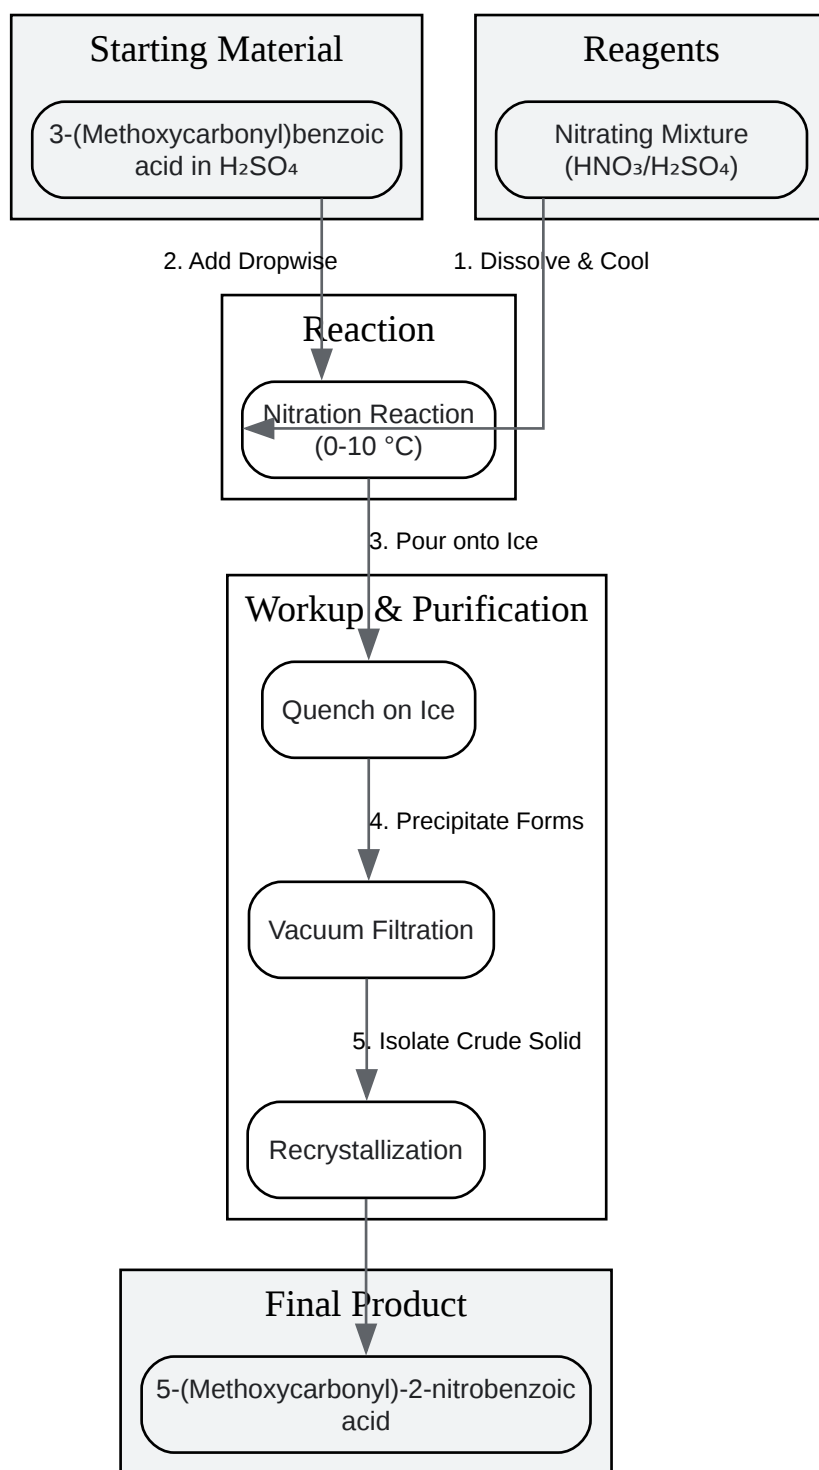 Starting Material
Reagents
3-(Methoxycarbonyl)benzoic
acid in H₂SO₄
Nitrating Mixture
(HNO₃/H₂SO₄)
2. Add Dropwise
1. Dissolve & Cool
Reaction
Nitration Reaction
(0-10 °C)
3. Pour onto Ice
Workup & Purification
Quench on Ice
4. Precipitate Forms
Vacuum Filtration
5. Isolate Crude Solid
Recrystallization
Final Product
5-(Methoxycarbonyl)-2-nitrobenzoic
acid